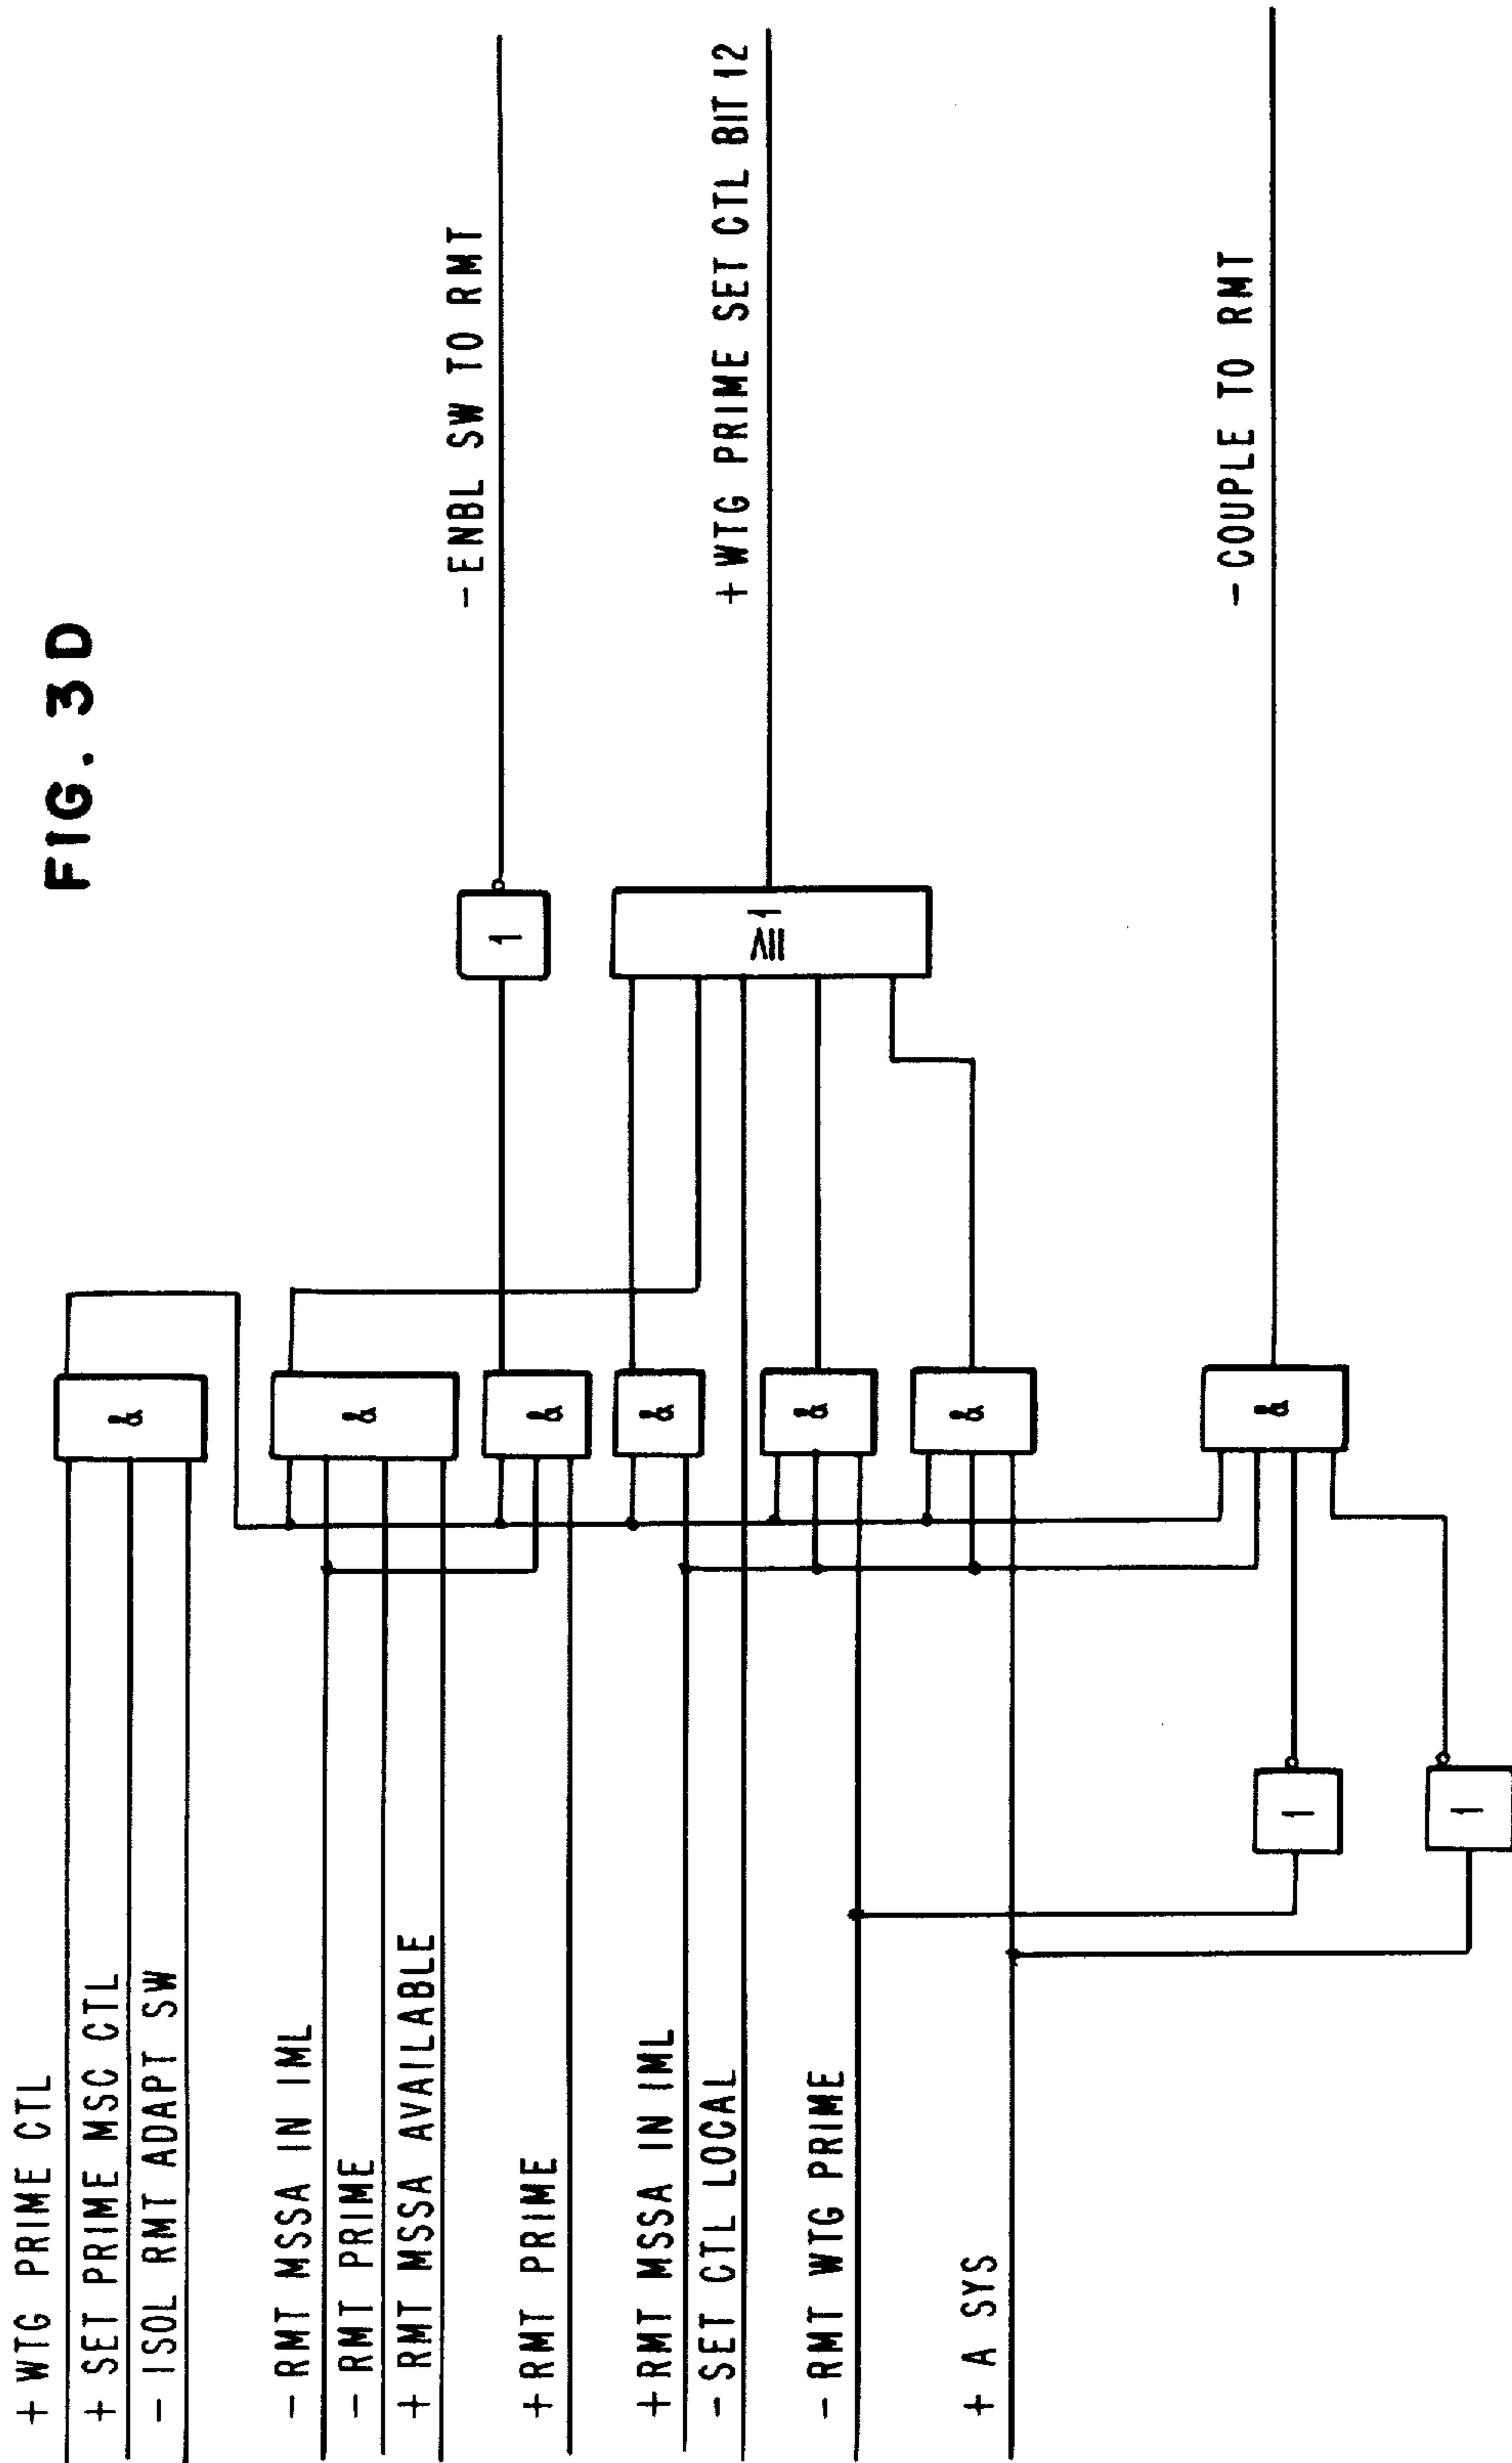 FIG. 3D
+ WTG PRIME CTL
+ SET PRIME MSC CTL
- ISOL RMT ADAPT SW
&
- RMT MSSA IN IML
- RMT PRIME
+ RMT MSSA AVAILABLE
&
+ RMT PRIME
&
1
- ENBL SW TO RMT
+ RMT MSSA IN IML
&
- SET CTL LOCAL
≥1
+ WTG PRIME SET CTL BIT 12
- RMT WTG PRIME
&
+ A SYS
&
1
&
- COUPLE TO RMT
1